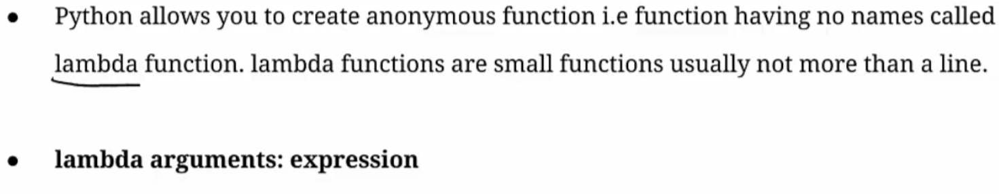 • Python allows you to create anonymous function i.e function having no names called
lambda function. lambda functions are small functions usually not more than a line.
• lambda arguments: expression